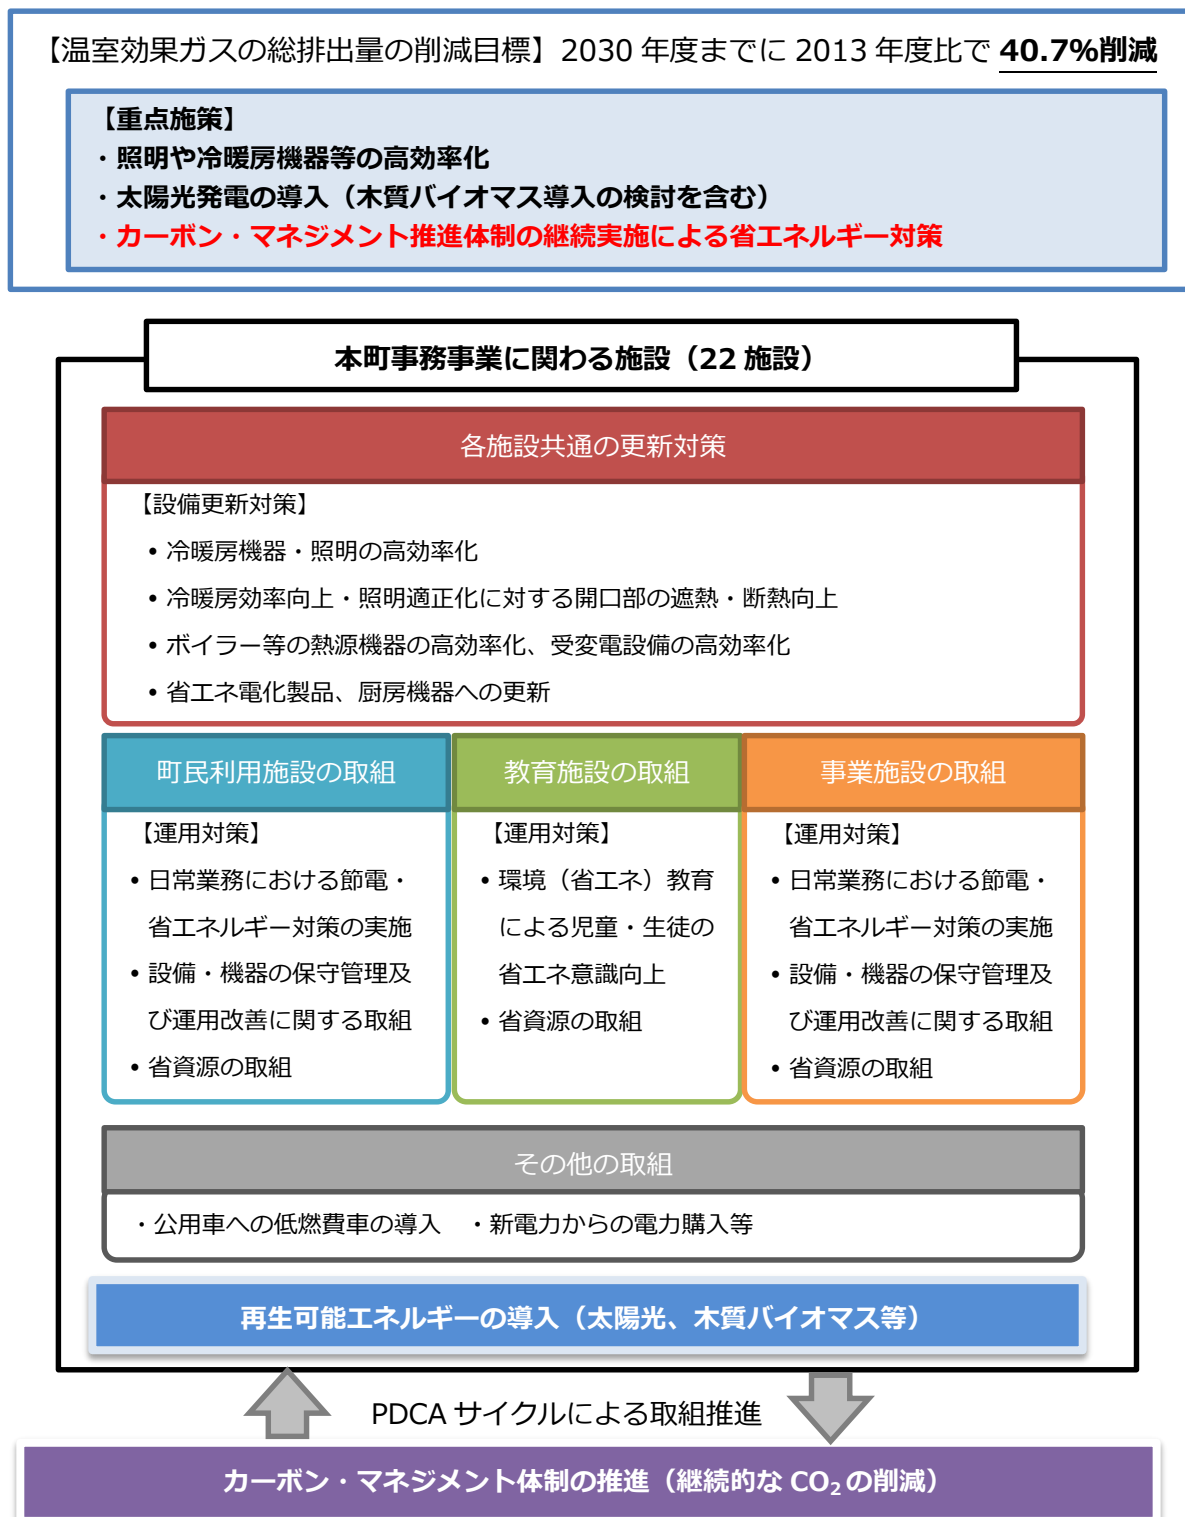 【温室効果ガスの総排出量の削減目標】2030 年度までに 2013 年度比で 40.7%削減
【重点施策】
・照明や冷暖房機器等の高効率化
・太陽光発電の導入（木質バイオマス導入の検討を含む）
・カーボン・マネジメント推進体制の継続実施による省エネルギー対策
本町事務事業に関わる施設（22 施設）
各施設共通の更新対策
【設備更新対策】
• 冷暖房機器・照明の高効率化
• 冷暖房効率向上・照明適正化に対する開口部の遮熱・断熱向上
• ボイラー等の熱源機器の高効率化、受変電設備の高効率化
• 省エネ電化製品、厨房機器への更新
町民利用施設の取組
【運用対策】
• 日常業務における節電・
省エネルギー対策の実施
• 設備・機器の保守管理及
び運用改善に関する取組
• 省資源の取組
教育施設の取組
【運用対策】
• 環境（省エネ）教育
による児童・生徒の
省エネ意識向上
• 省資源の取組
事業施設の取組
【運用対策】
• 日常業務における節電・
省エネルギー対策の実施
• 設備・機器の保守管理及
び運用改善に関する取組
• 省資源の取組
その他の取組
・公用車への低燃費車の導入　・新電力からの電力購入等
再生可能エネルギーの導入（太陽光、木質バイオマス等）
PDCA サイクルによる取組推進
カーボン・マネジメント体制の推進（継続的な CO₂の削減）